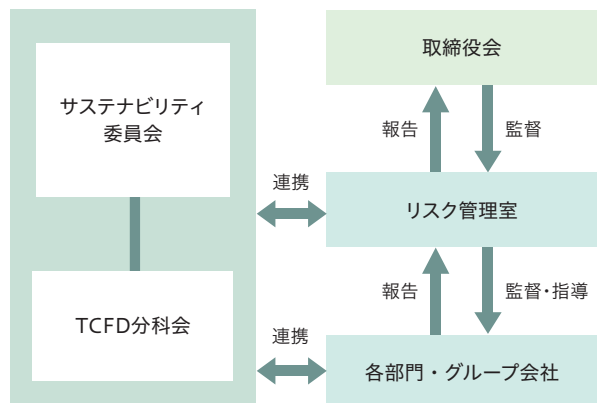 取締役会
サステナビリティ
委員会
報告
監督
連携
リスク管理室
TCFD分科会
報告
監督・指導
連携
各部門・グループ会社